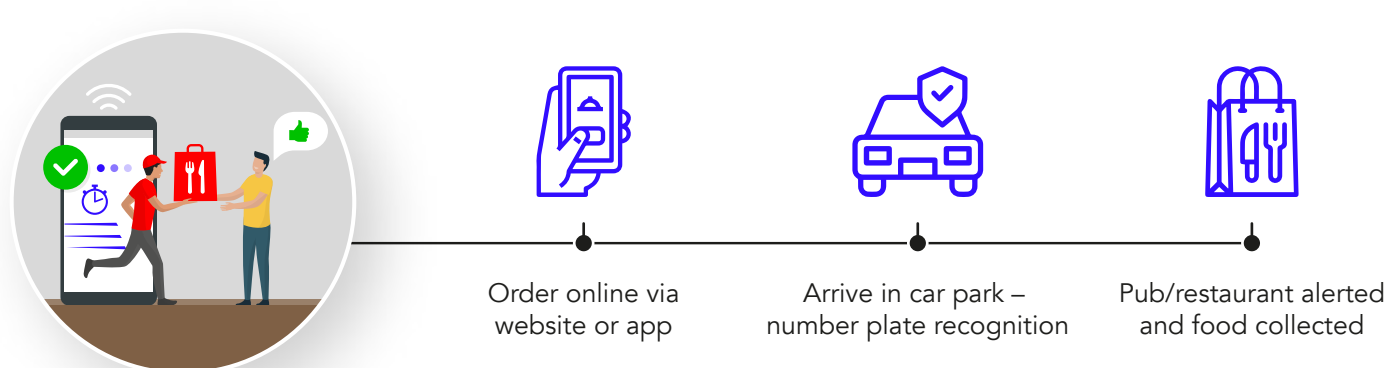 Order online via
website or app
Arrive in car park –
number plate recognition
Pub/restaurant alerted
and food collected